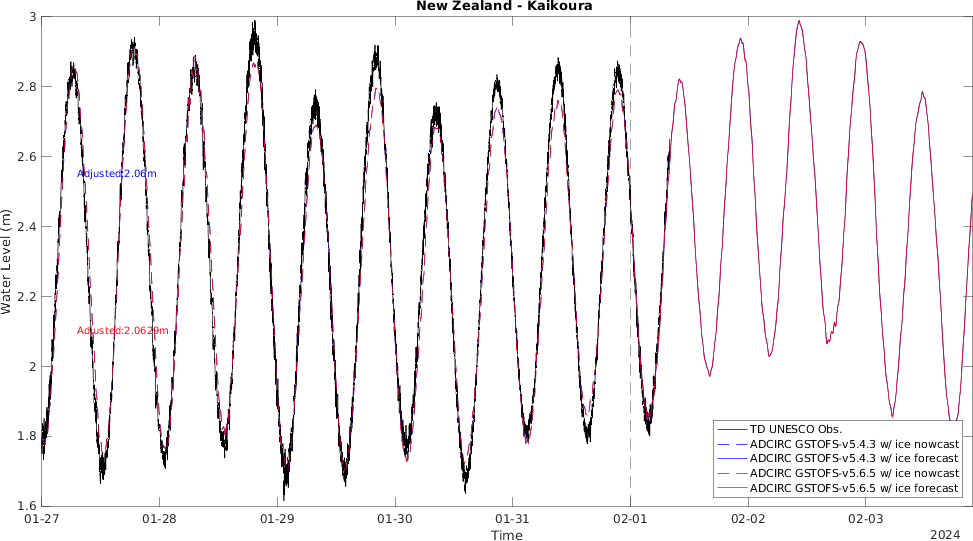 New Zealand - Kaikoura
3
2.8
2.6
2.4
2.2
2
1.8
1.6
Water Level (m)
Adjusted:2.06m
Adjusted:2.0629m
TD UNESCO Obs.
ADCIRC GSTOFS-v5.4.3 w/ ice nowcast
ADCIRC GSTOFS-v5.4.3 w/ ice forecast
ADCIRC GSTOFS-v5.6.5 w/ ice nowcast
ADCIRC GSTOFS-v5.6.5 w/ ice forecast
01-27 01-28 01-29 01-30 01-31 02-01 02-02 02-03
Time
2024